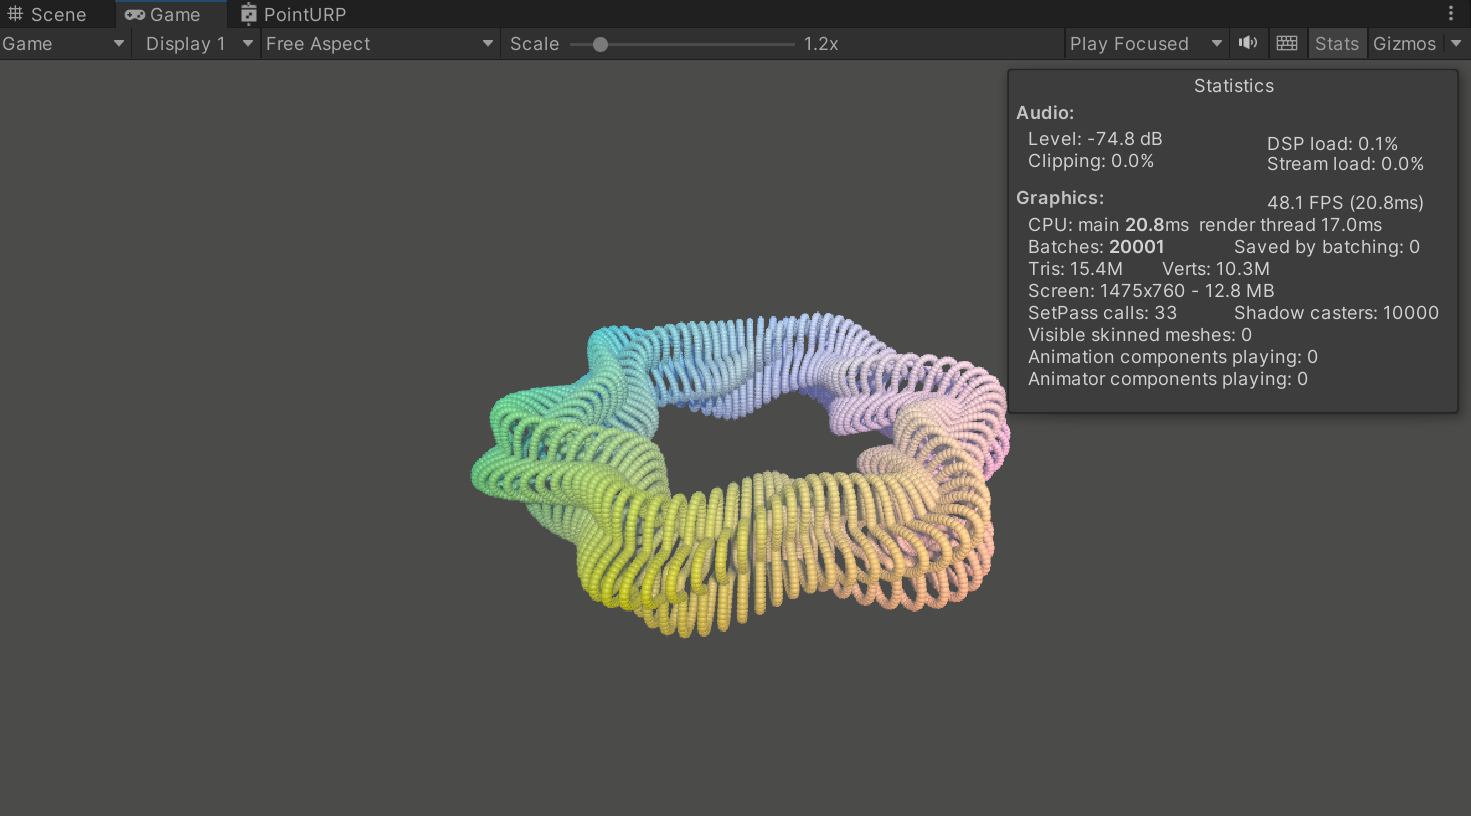 Scene Game PointURP
Game Display 1 Free Aspect Scale 1.2x Play Focused Stats Gizmos
Statistics
Audio:
Level: -74.8 dB DSP load: 0.1%
Clipping: 0.0% Stream load: 0.0%
Graphics: 48.1 FPS (20.8ms)
CPU: main 20.8ms render thread 17.0ms
Batches: 20001 Saved by batching: 0
Tris: 15.4M Verts: 10.3M
Screen: 1475x760 - 12.8 MB
SetPass calls: 33 Shadow casters: 10000
Visible skinned meshes: 0
Animation components playing: 0
Animator components playing: 0